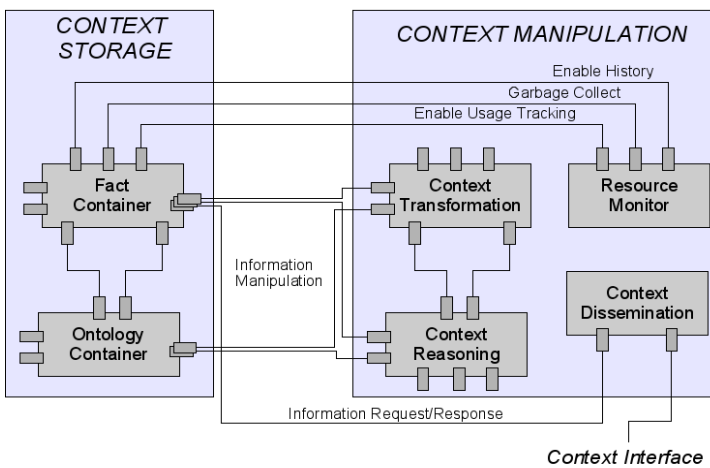 CONTEXT
STORAGE
CONTEXT MANIPULATION
Enable History
Garbage Collect
Enable Usage Tracking
Fact
Container
Context
Transformation
Resource
Monitor
Information
Manipulation
Ontology
Container
Context
Reasoning
Context
Dissemination
Information Request/Response
Context Interface